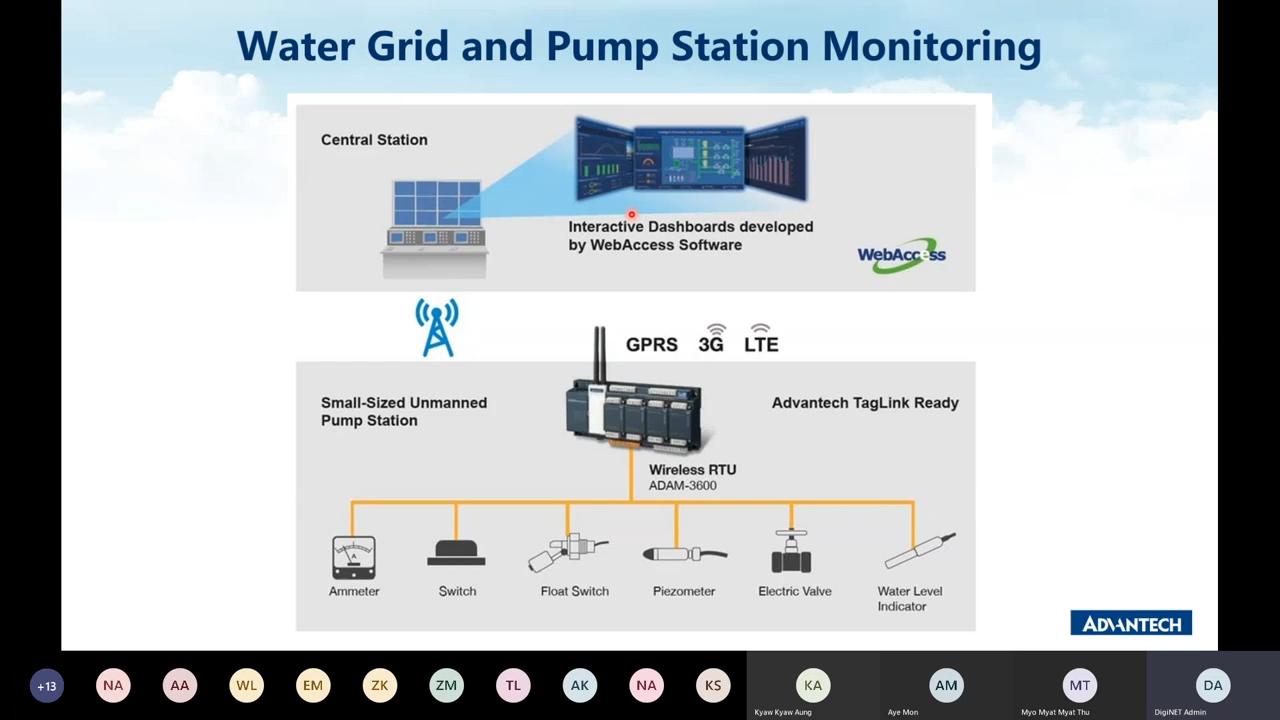 Water Grid and Pump Station Monitoring
Central Station
Interactive Dashboards developed
by WebAccess Software
WebAccess
GPRS 3G LTE
Small-Sized Unmanned
Pump Station
Advantech TagLink Ready
Wireless RTU
ADAM-3600
A
Ammeter
Switch
Float Switch
Piezometer
Electric Valve
Water Level
Indicator
ADVANTECH
+13
NA
AA
WL
EM
ZK
ZM
TL
AK
NA
KS
KA
AM
MT
DA
Kyaw Kyaw Aung
Aye Mon
Myo Myat Myat Thu
DigiNET Admin